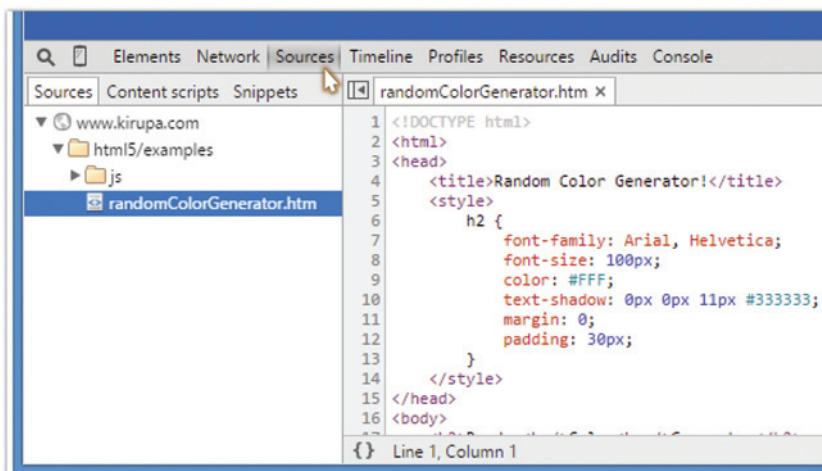 Elements Network Sources Timeline Profiles Resources Audits Console
Sources Content scripts Snippets
randomColorGenerator.htm ×
www.kirupa.com
html5/examples
js
randomColorGenerator.htm
1 <!DOCTYPE html>
2 <html>
3 <head>
4 <title>Random Color Generator!</title>
5 <style>
6 h2 {
7 font-family: Arial, Helvetica;
8 font-size: 100px;
9 color: #FFF;
10 text-shadow: 0px 0px 11px #333333;
11 margin: 0;
12 padding: 30px;
13 }
14 </style>
15 </head>
16 <body>
{} Line 1, Column 1